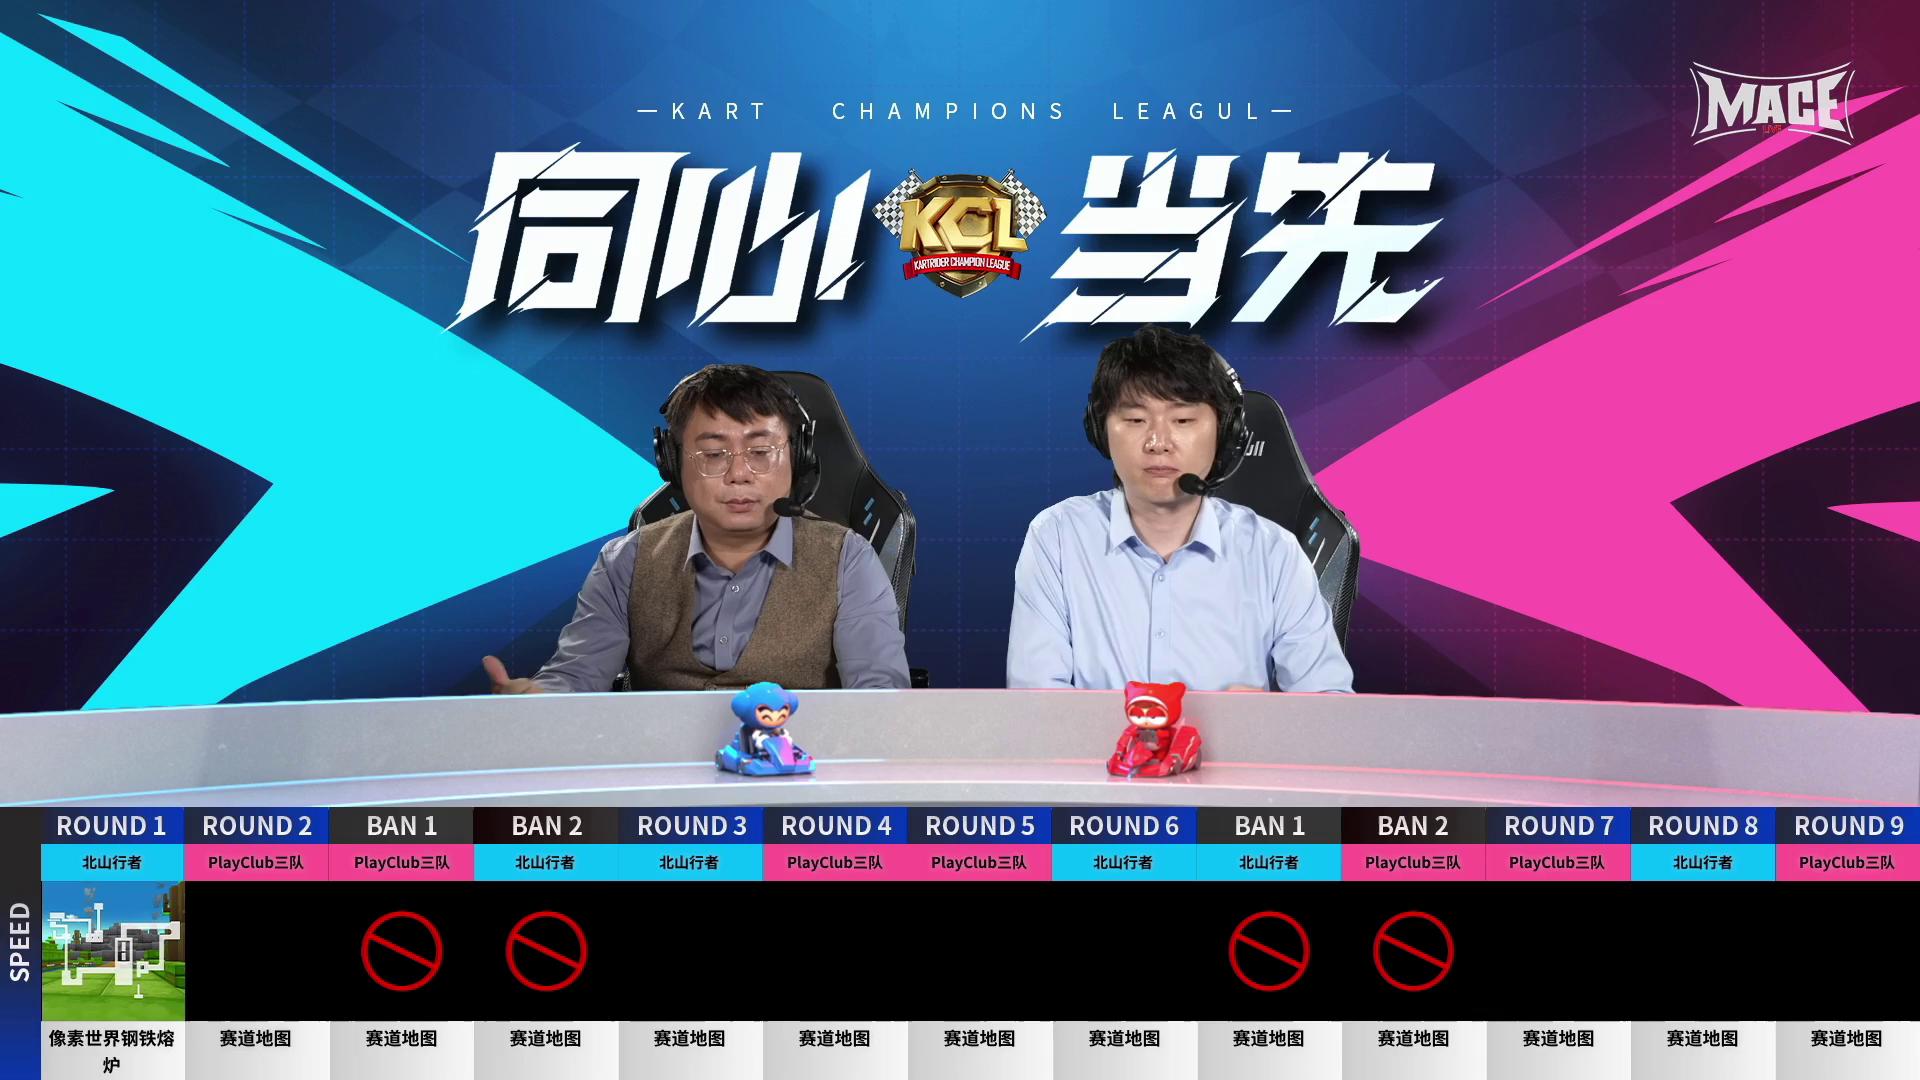 KART CHAMPIONS LEAGUL
MACE
LIVE
同心 KCL 当先
KARTRIDER CHAMPION LEAGUE
SPEED
ROUND 1 ROUND 2 BAN 1 BAN 2 ROUND 3 ROUND 4 ROUND 5 ROUND 6 BAN 1 BAN 2 ROUND 7 ROUND 8 ROUND 9
北山行者 PlayClub三队 PlayClub三队 北山行者 北山行者 PlayClub三队 PlayClub三队 北山行者 北山行者 PlayClub三队 PlayClub三队 北山行者 PlayClub三队
像素世界钢铁熔 赛道地图 赛道地图 赛道地图 赛道地图 赛道地图 赛道地图 赛道地图 赛道地图 赛道地图 赛道地图 赛道地图 赛道地图
炉